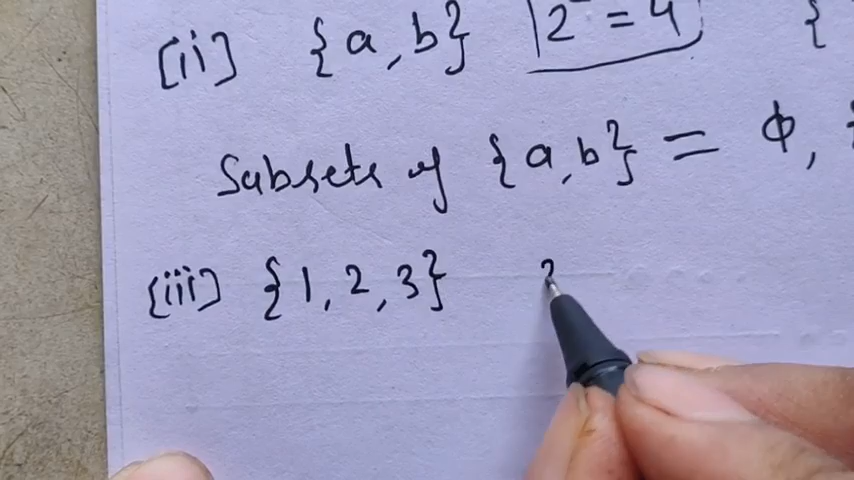 [ii] {a, b} 2² = 4 {
Subsets of {a, b} = ϕ, {
[iii] {1, 2, 3} 2